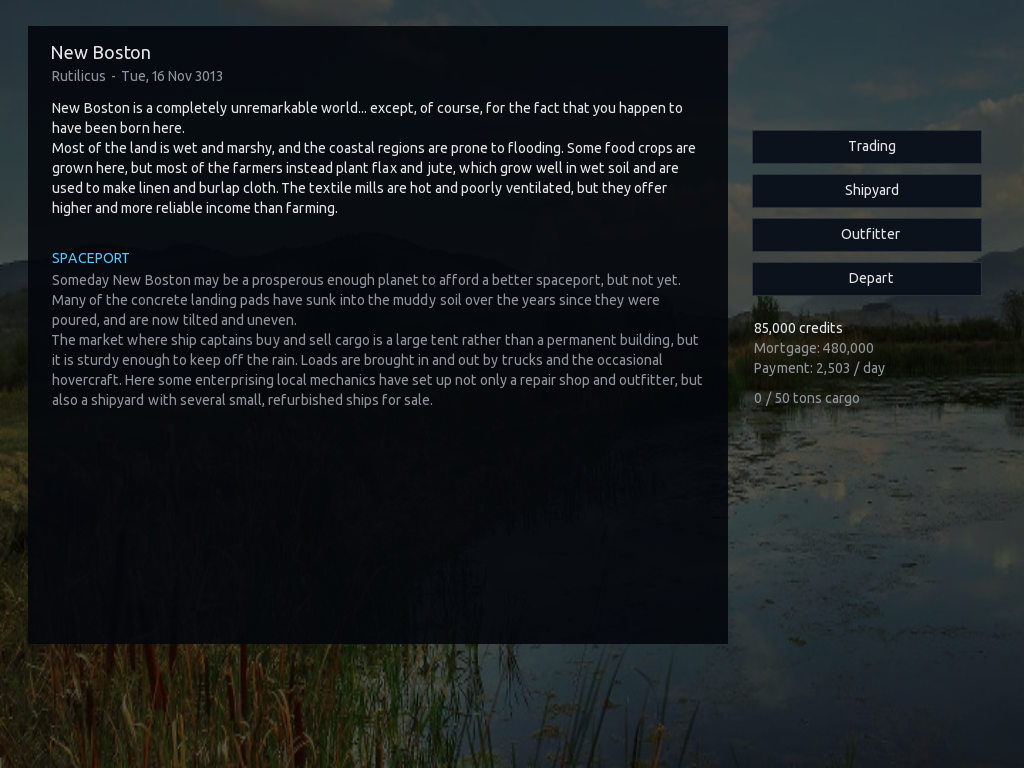 New Boston
Rutilicus - Tue, 16 Nov 3013
New Boston is a completely unremarkable world... except, of course, for the fact that you happen to
have been born here.
Most of the land is wet and marshy, and the coastal regions are prone to flooding. Some food crops are
grown here, but most of the farmers instead plant flax and jute, which grow well in wet soil and are
used to make linen and burlap cloth. The textile mills are hot and poorly ventilated, but they offer
higher and more reliable income than farming.
SPACEPORT
Someday New Boston may be a prosperous enough planet to afford a better spaceport, but not yet.
Many of the concrete landing pads have sunk into the muddy soil over the years since they were
poured, and are now tilted and uneven.
The market where ship captains buy and sell cargo is a large tent rather than a permanent building, but
it is sturdy enough to keep off the rain. Loads are brought in and out by trucks and the occasional
hovercraft. Here some enterprising local mechanics have set up not only a repair shop and outfitter, but
also a shipyard with several small, refurbished ships for sale.
Trading
Shipyard
Outfitter
Depart
85,000 credits
Mortgage: 480,000
Payment: 2,503 / day
0 / 50 tons cargo